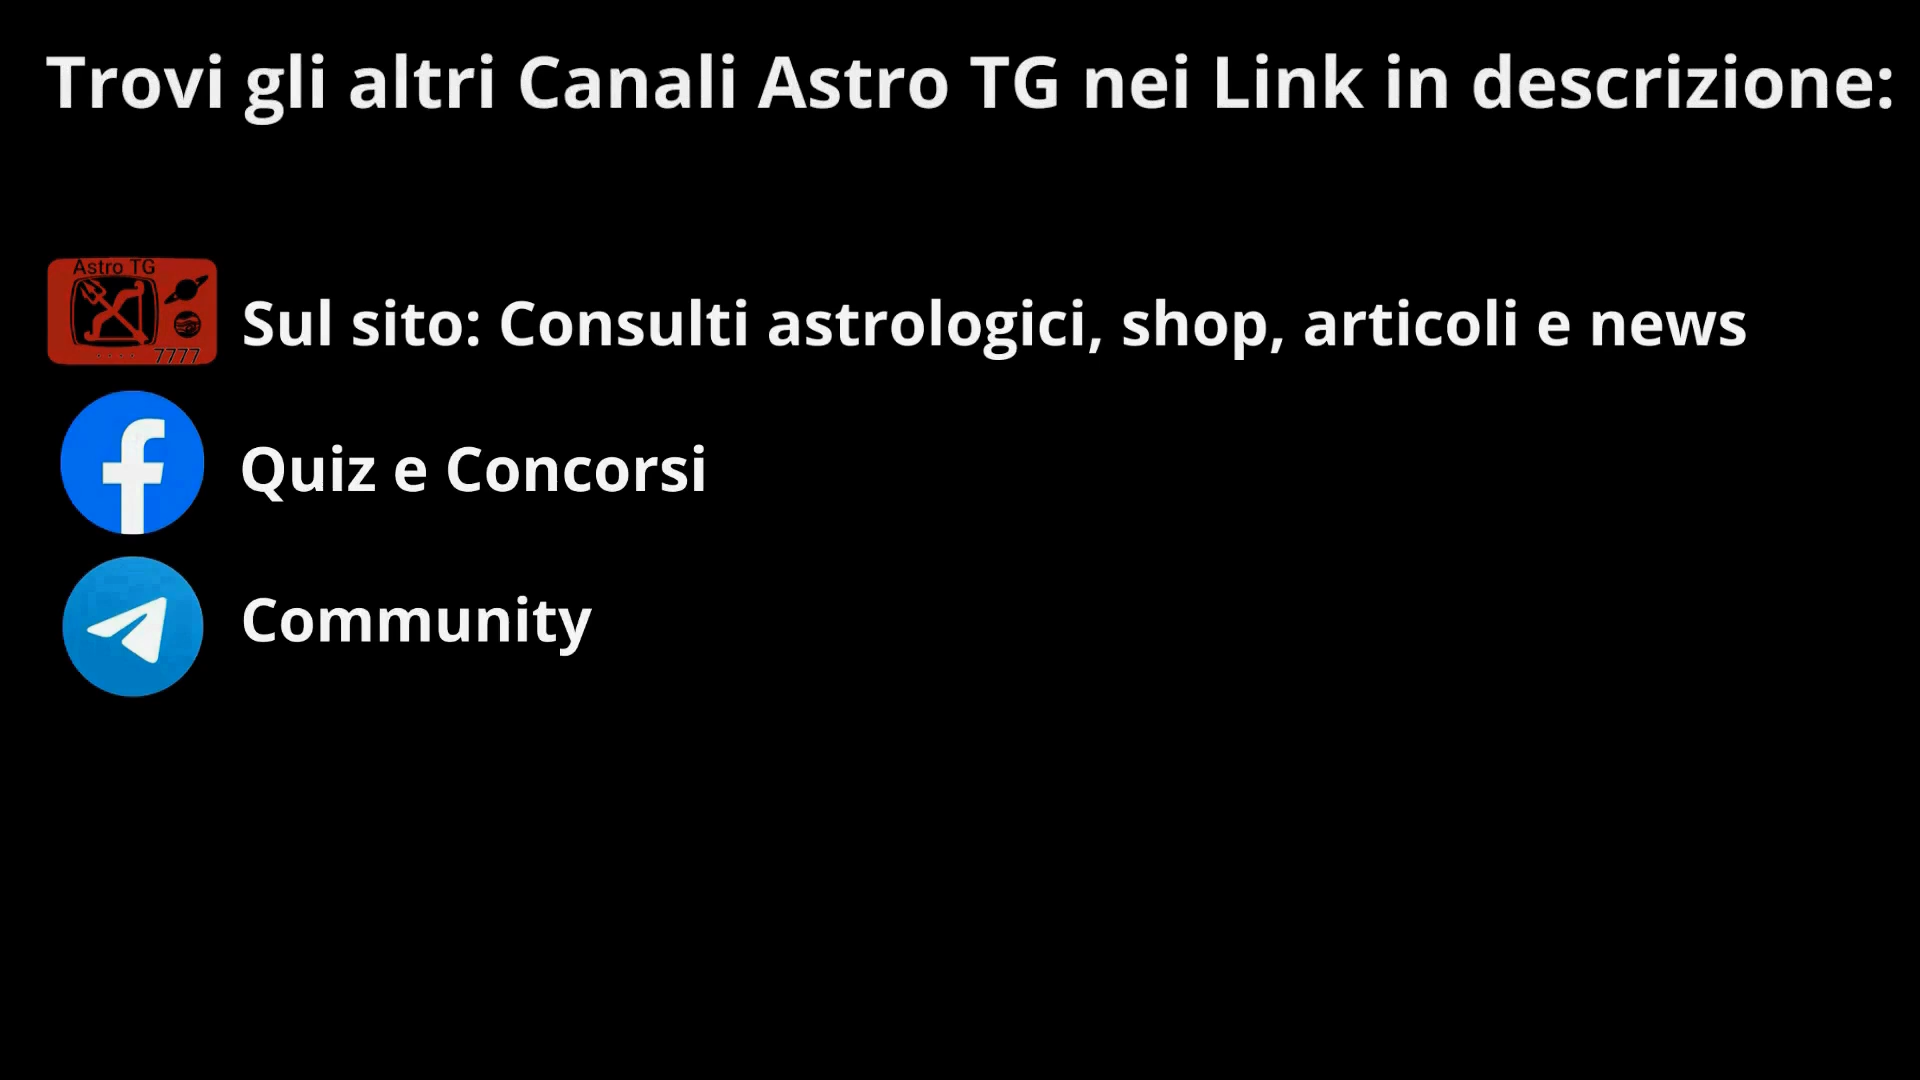 Trovi gli altri Canali Astro TG nei Link in descrizione:
Astro TG
7777
Sul sito: Consulti astrologici, shop, articoli e news
Quiz e Concorsi
Community